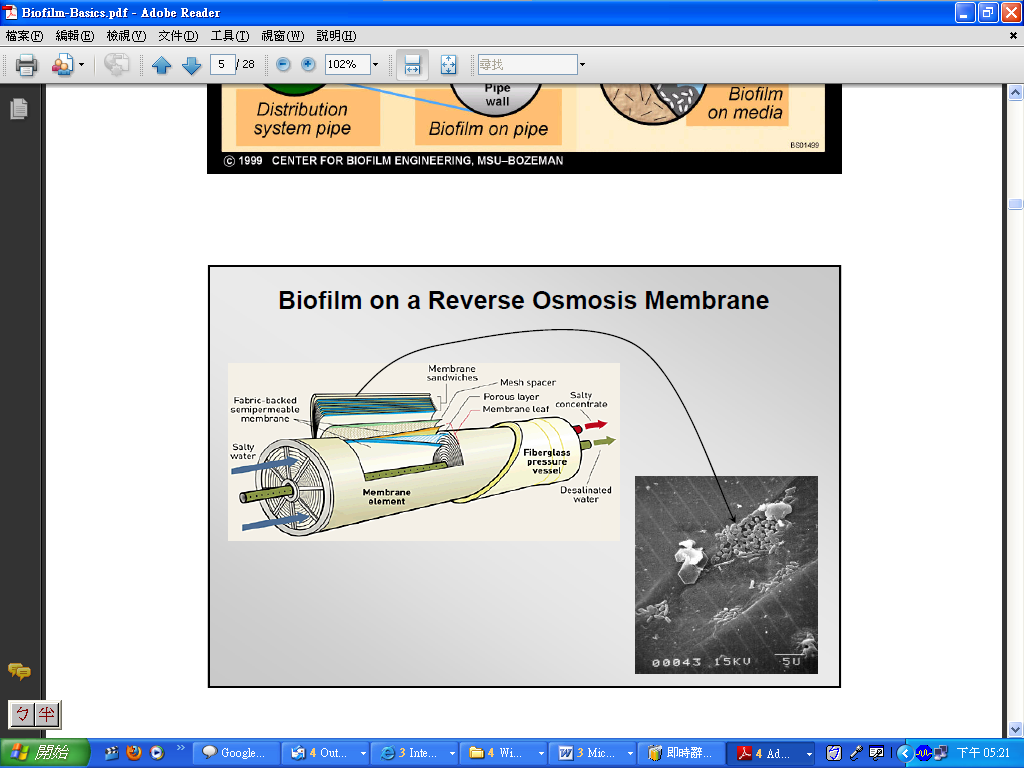 Biofilm-Basics.pdf - Adobe Reader
檔案(F) 編輯(E) 檢視(V) 文件(D) 工具(T) 視窗(W) 說明(H)
5 / 28 102% 尋找
Distribution
system pipe
Pipe
wall
Biofilm on pipe
Biofilm
on media
BS01499
© 1999 CENTER FOR BIOFILM ENGINEERING, MSU–BOZEMAN
Biofilm on a Reverse Osmosis Membrane
Membrane
sandwiches
Mesh spacer
Porous layer
Membrane leaf
Salty
concentrate
Fabric-backed
semipermeable
membrane
Salty
water
Fiberglass
pressure
vessel
Membrane
element
Desalinated
water
00043 15KV 5U
ㄅ 半
開始
Google...
4 Out...
3 Inte...
4 Wi...
3 Mic...
即時辭...
4 Ad...
下午 05:21